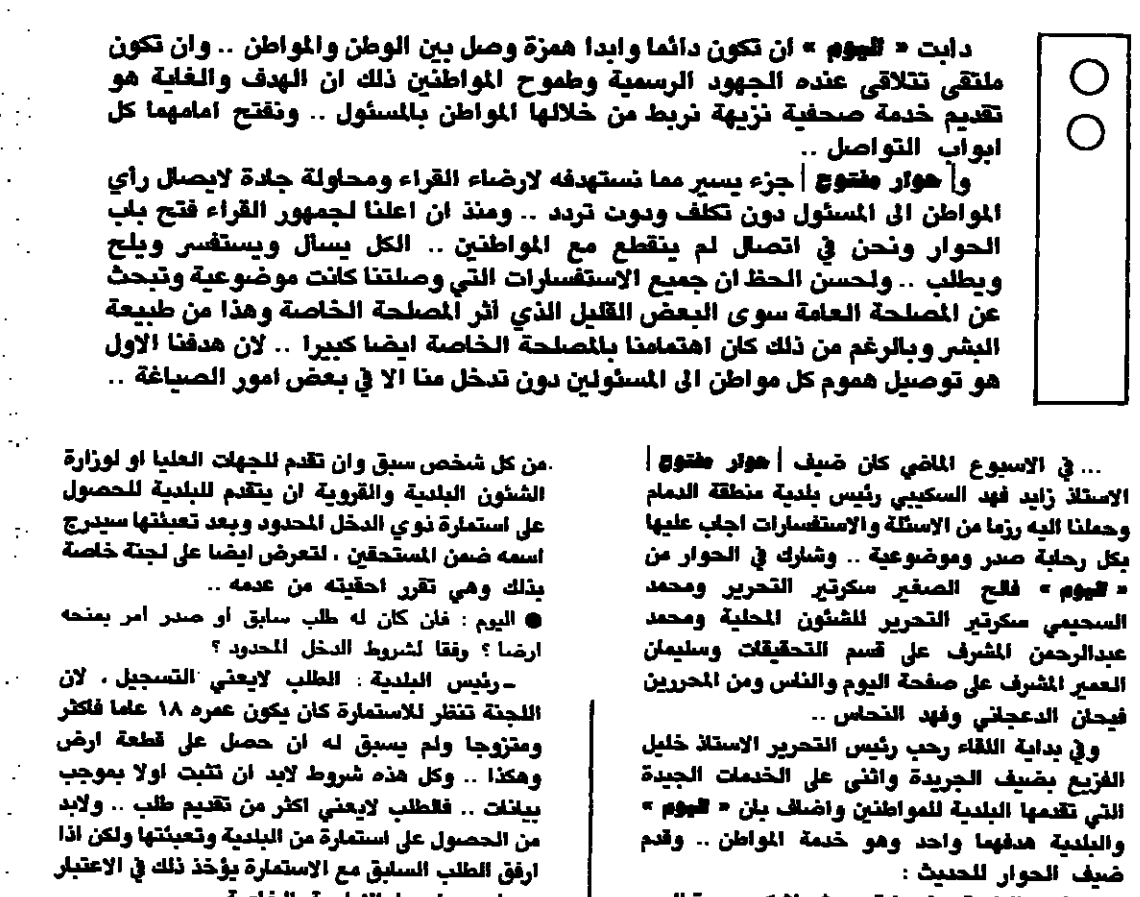 دابت « اليوم » ان تكون دائما وابدا همزة وصل بين الوطن والمواطن .. وان تكون
ملتقى تتلاقى عنده الجهود الرسمية وطموح المواطنين ذلك ان الهدف والغاية هو
تقديم خدمة صحفية نزيهة نربط من خلالها المواطن بالمسئول .. ونفتح امامهما كل
ابواب التواصل ..
و| حوار مفتوح | جزء يسير مما نستهدفه لارضاء القراء ومحاولة جادة لايصال رأي
المواطن الى المسئول دون تكلف ودوت تردد .. ومنذ ان اعلنا لجمهور القراء فتح باب
الحوار ونحن في اتصال لم ينقطع مع المواطنين .. الكل يسأل ويستفسر ويلح
ويطلب .. ولحسن الحظ ان جميع الاستفسارات التي وصلتنا كانت موضوعية وتبحث
عن المصلحة العامة سوى البعض القليل الذي أثر المصلحة الخاصة وهذا من طبيعة
البشر وبالرغم من ذلك كان اهتمامنا بالمصلحة الخاصة ايضا كبيرا .. لان هدفنا الاول
هو توصيل هموم كل مواطن الى المسئولين دون تدخل منا الا في بعض امور الصياغة ..
... في الاسبوع الماضي كان ضيف | حوار مفتوح |
الاستاذ زايد فهد السكيبي رئيس بلدية منطقة الدمام
وحملنا اليه رزما من الاسئلة والاستفسارات اجاب عليها
بكل رحابة صدر وموضوعية .. وشارك في الحوار من
« اليوم » فالح الصغير سكرتير التحرير ومحمد
السحيمي سكرتير التحرير للشئون المحلية ومحمد
عبدالرحمن المشرف على قسم التحقيقات وسليمان
العمير المشرف على صفحة اليوم والناس ومن المحررين
فيحان الدعجاني وفهد النحاس ..
وفي بداية اللقاء رحب رئيس التحرير الاستاذ خليل
الفزيع بضيف الجريدة واثنى على الخدمات الجيدة
التي تقدمها البلدية للمواطنين واضاف بان « اليوم »
والبلدية هدفهما واحد وهو خدمة المواطن .. وقدم
ضيف الحوار للحديث :
من كل شخص سبق وان تقدم للجهات العليا او لوزارة
الشئون البلدية والقروية ان يتقدم للبلدية للحصول
على استمارة ذوي الدخل المحدود وبعد تعبئتها سيدرج
اسمه ضمن المستحقين ، لتعرض ايضا على لجنة خاصة
بذلك وهي تقرر احقيته من عدمه ..
● اليوم : فان كان له طلب سابق أو صدر امر بمنحه
ارضا ؟ وفقا لشروط الدخل المحدود ؟
ـ رئيس البلدية : الطلب لايعني التسجيل ، لان
اللجنة تنظر للاستمارة كان يكون عمره ١٨ عاما فاكثر
ومتزوجا ولم يسبق له ان حصل على قطعة ارض
وهكذا .. وكل هذه شروط لابد ان تثبت اولا بموجب
بيانات .. فالطلب لايعني اكثر من تقديم طلب .. ولابد
من الحصول على استمارة من البلدية وتعبئتها ولكن اذا
ارفق الطلب السابق مع الاستمارة يؤخذ ذلك في الاعتبار